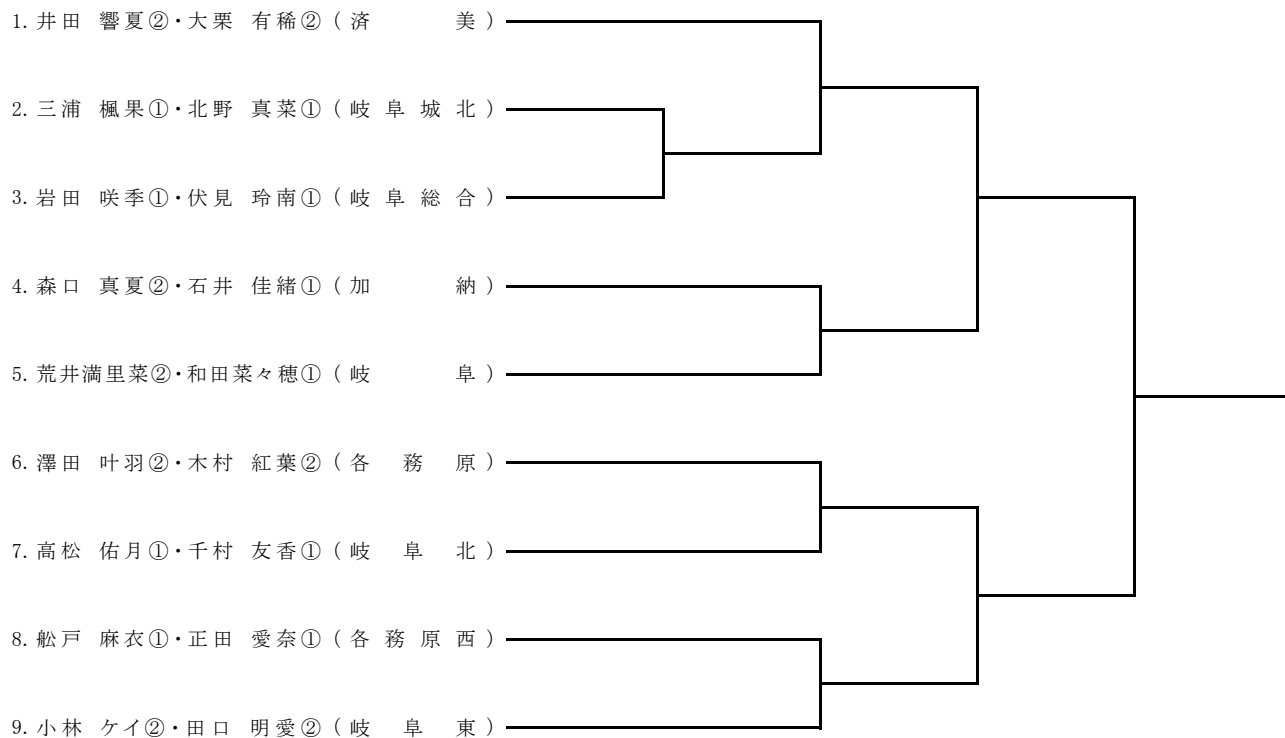 1. 井田 響夏②・大栗 有稀②（済美）
2. 三浦 楓果①・北野 真菜①（岐阜城北）
3. 岩田 咲季①・伏見 玲南①（岐阜総合）
4. 森口 真夏②・石井 佳緒①（加納）
5. 荒井満里菜②・和田菜々穂①（岐阜）
6. 澤田 叶羽②・木村 紅葉②（各務原）
7. 高松 佑月①・千村 友香①（岐阜北）
8. 舩戸 麻衣①・正田 愛奈①（各務原西）
9. 小林 ケイ②・田口 明愛②（岐阜東）